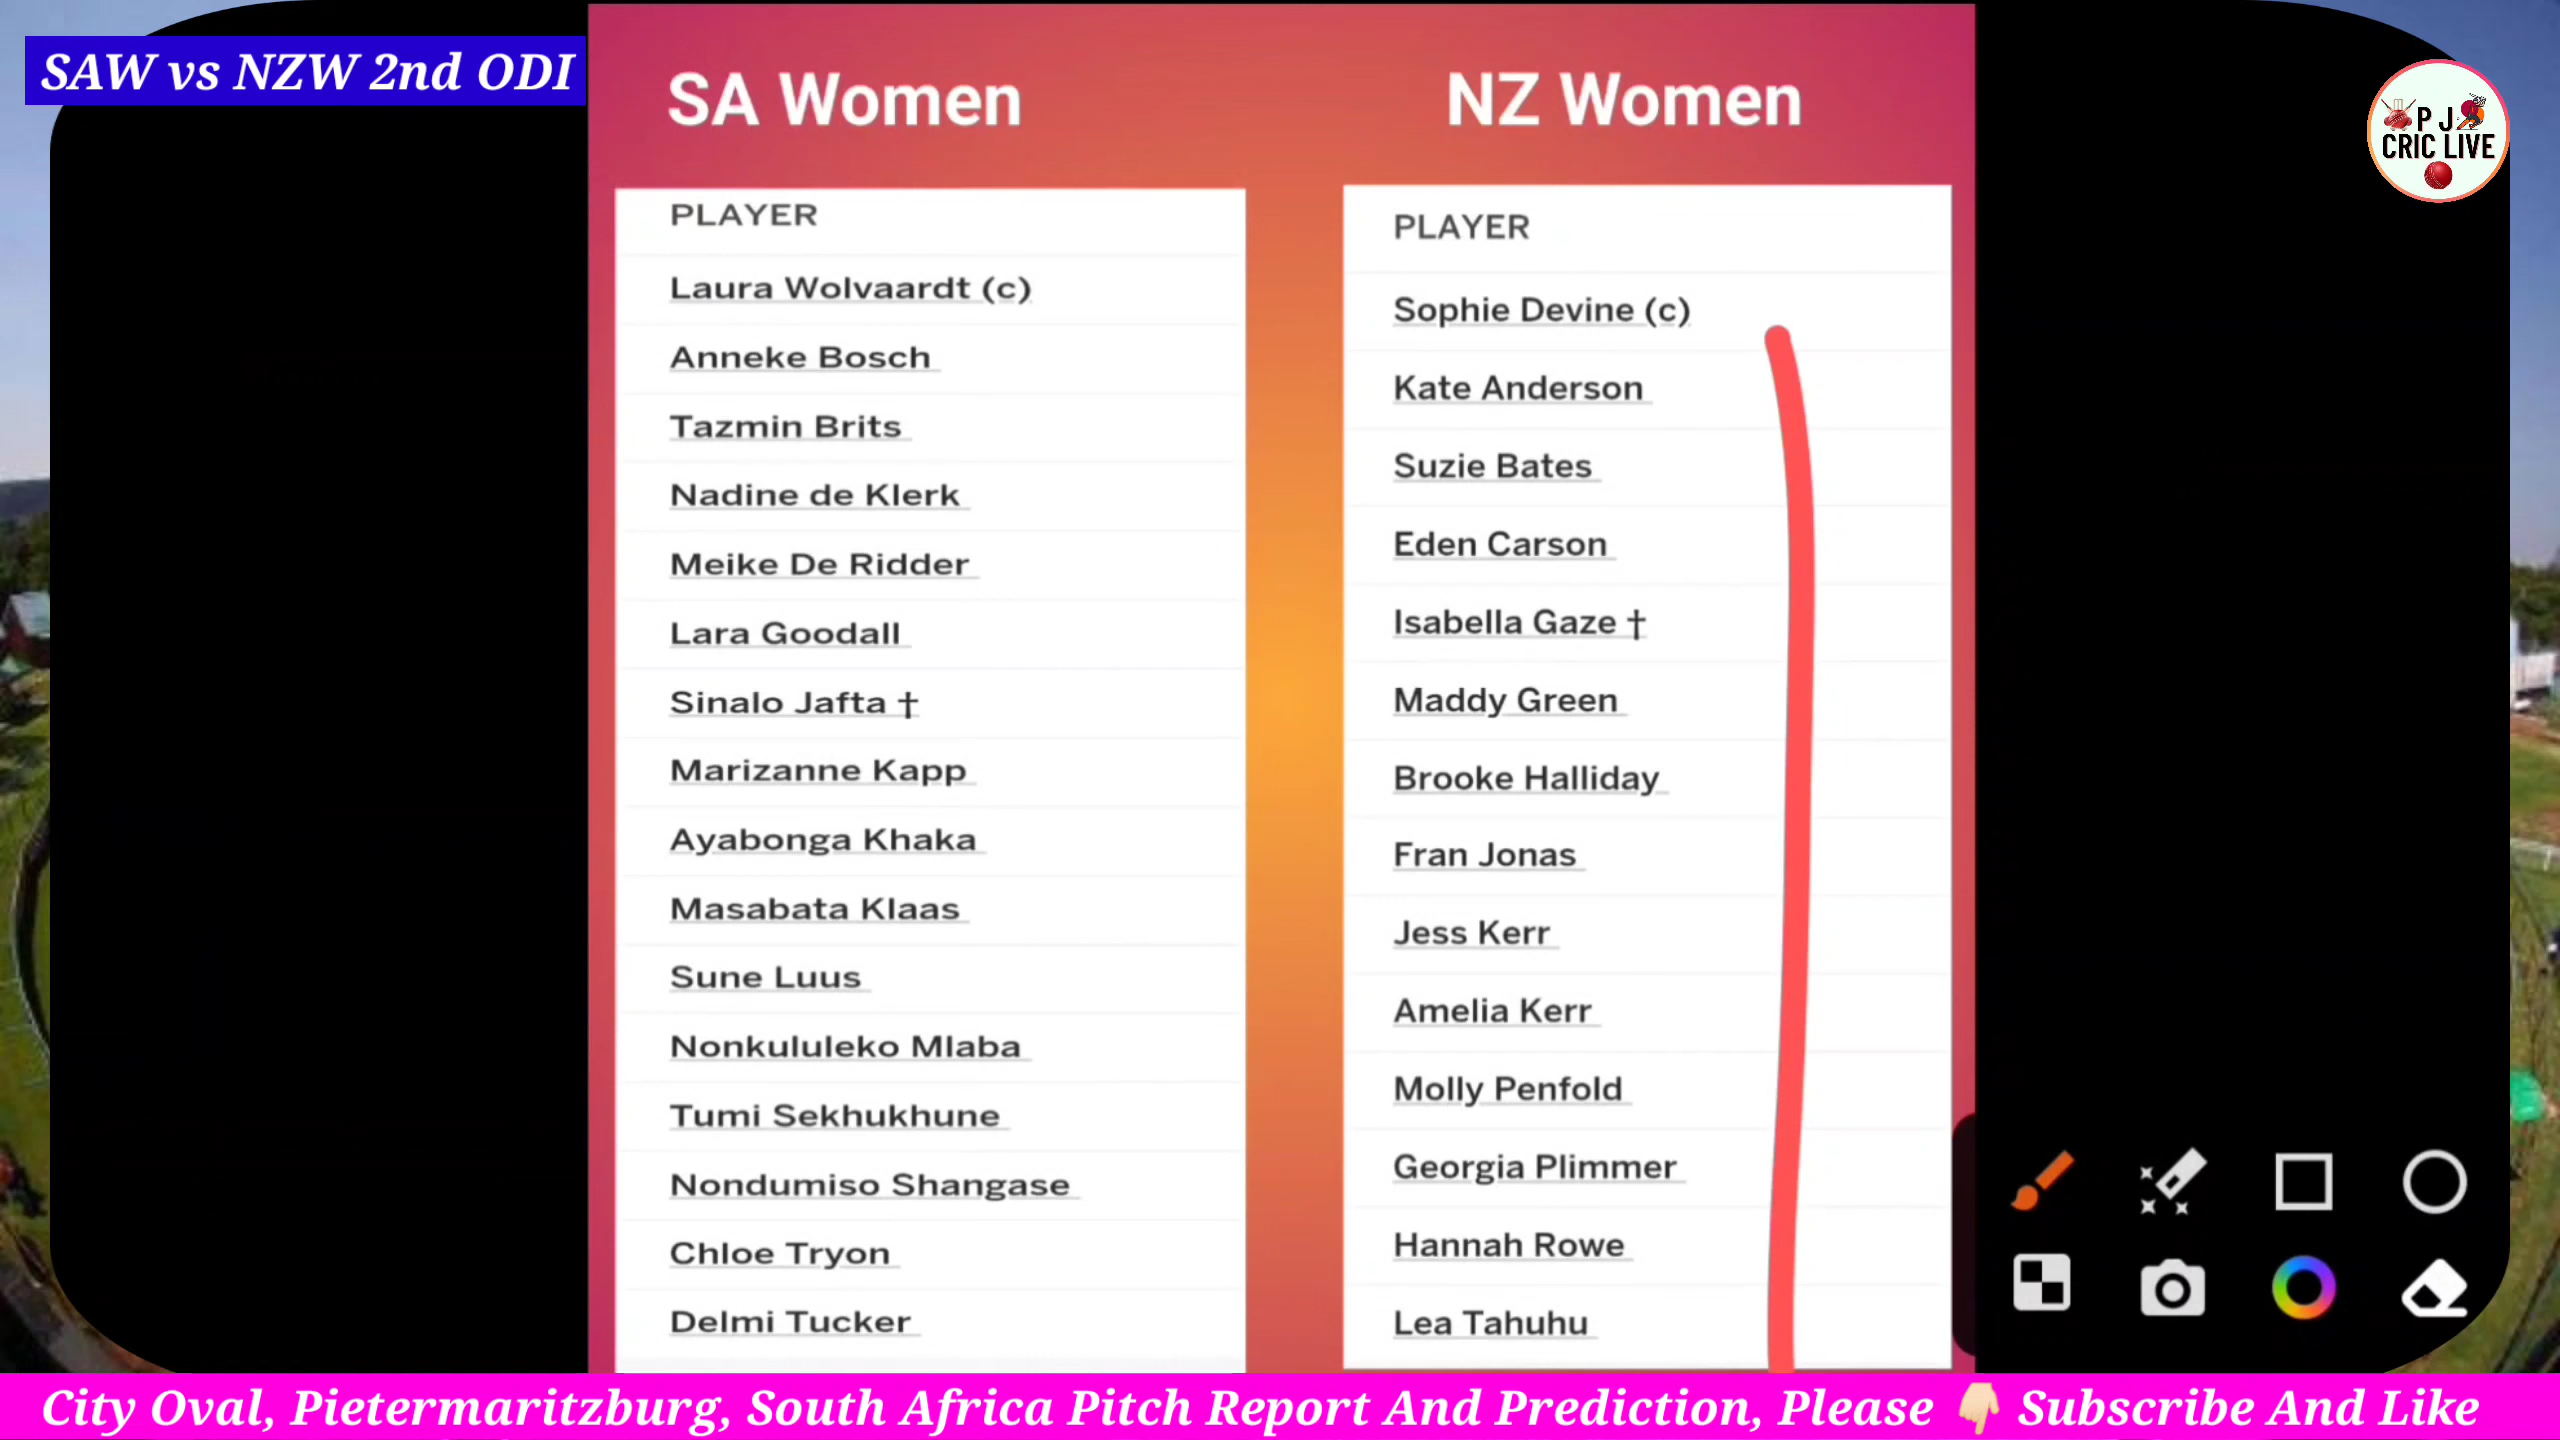 SAW vs NZW 2nd ODI
SA Women
PLAYER
Laura Wolvaardt (c)
Anneke Bosch
Tazmin Brits
Nadine de Klerk
Meike De Ridder
Lara Goodall
Sinalo Jafta †
Marizanne Kapp
Ayabonga Khaka
Masabata Klaas
Sune Luus
Nonkululeko Mlaba
Tumi Sekhukhune
Nondumiso Shangase
Chloe Tryon
Delmi Tucker
NZ Women
PLAYER
Sophie Devine (c)
Kate Anderson
Suzie Bates
Eden Carson
Isabella Gaze †
Maddy Green
Brooke Halliday
Fran Jonas
Jess Kerr
Amelia Kerr
Molly Penfold
Georgia Plimmer
Hannah Rowe
Lea Tahuhu
P J
CRIC LIVE
City Oval, Pietermaritzburg, South Africa Pitch Report And Prediction, Please 👇🏻 Subscribe And Like